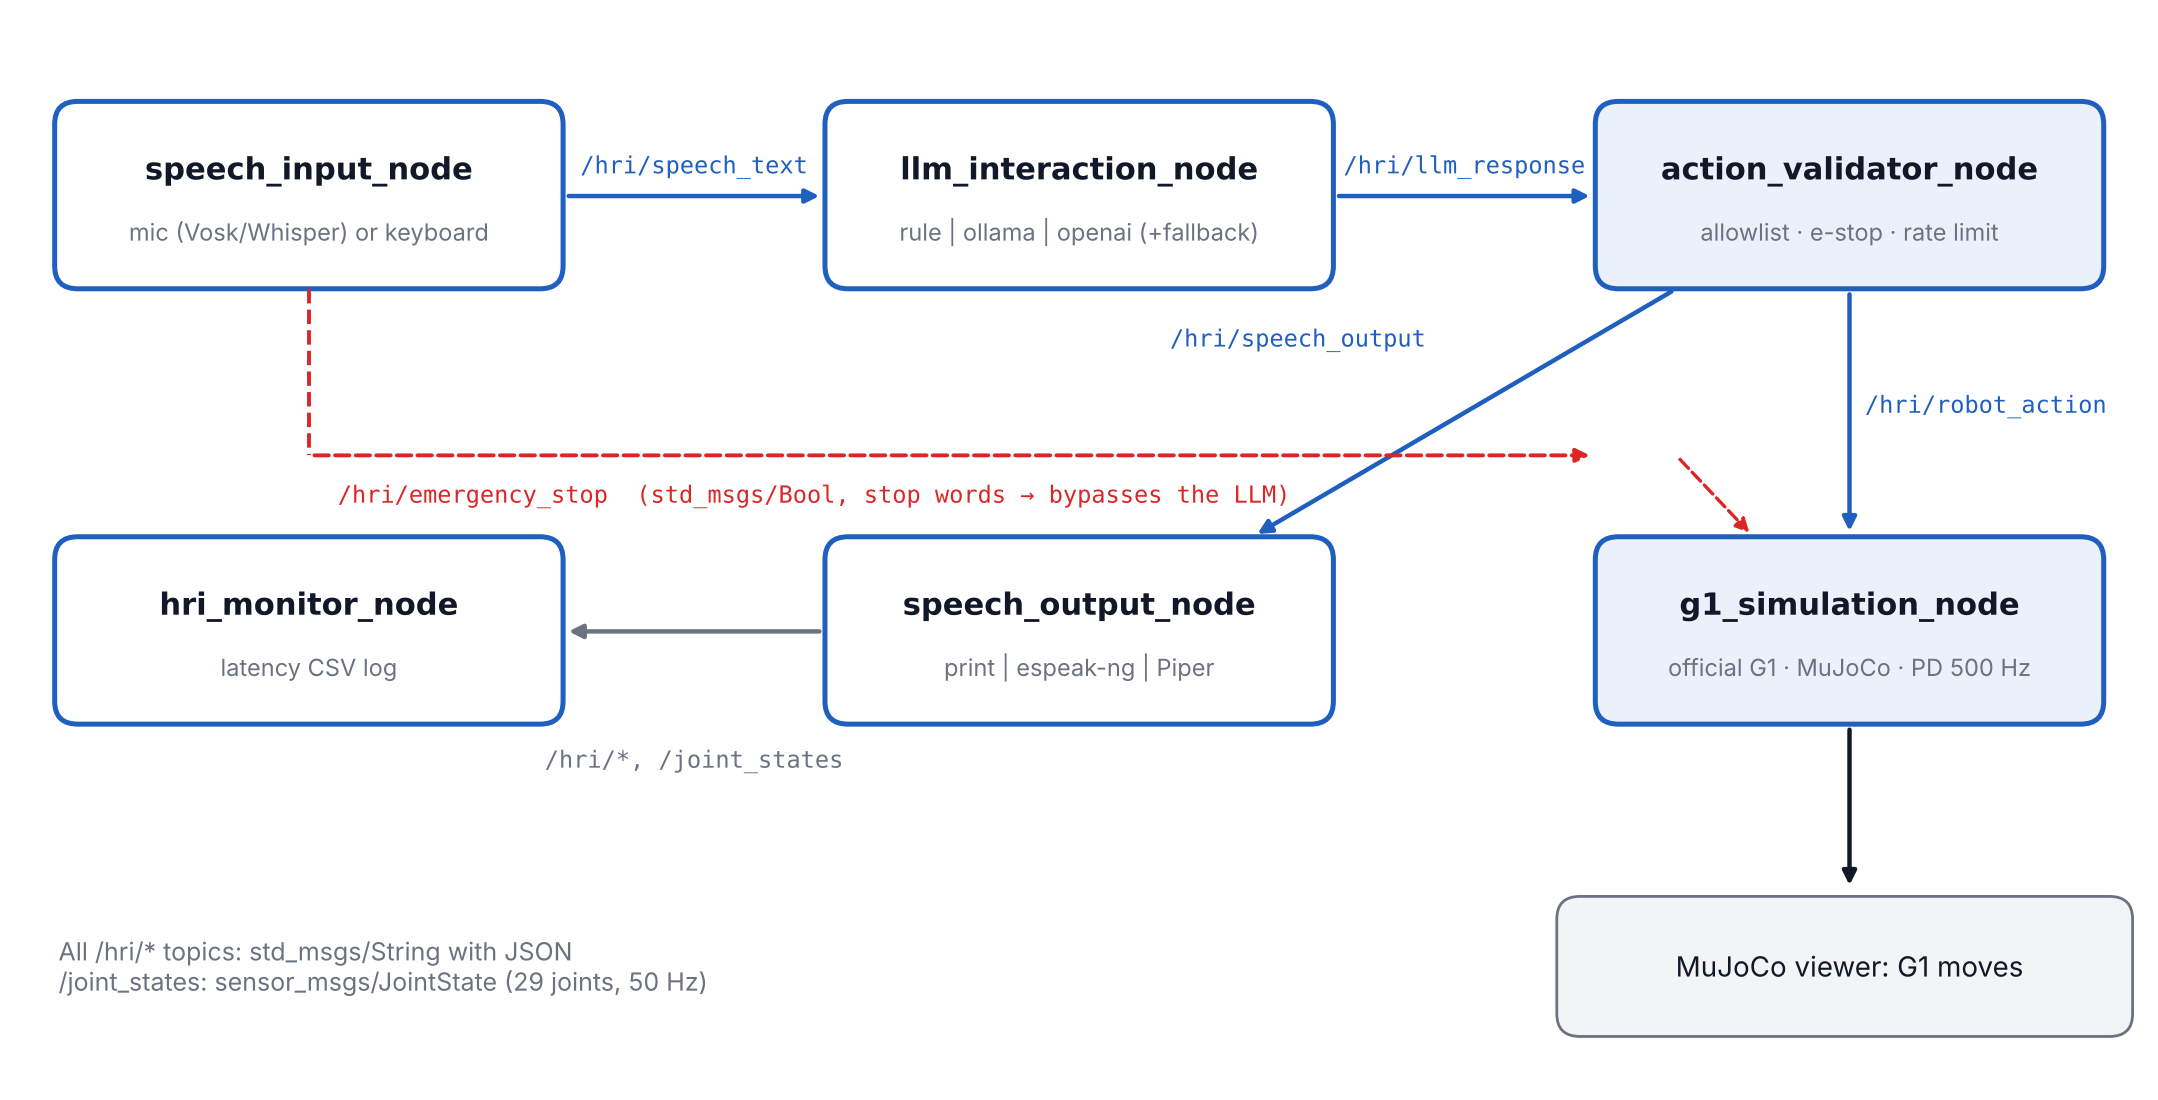 speech_input_node
mic (Vosk/Whisper) or keyboard
/hri/speech_text
llm_interaction_node
rule | ollama | openai (+fallback)
/hri/llm_response
action_validator_node
allowlist · e-stop · rate limit
/hri/speech_output
/hri/robot_action
/hri/emergency_stop  (std_msgs/Bool, stop words → bypasses the LLM)
hri_monitor_node
latency CSV log
speech_output_node
print | espeak-ng | Piper
g1_simulation_node
official G1 · MuJoCo · PD 500 Hz
/hri/*, /joint_states
All /hri/* topics: std_msgs/String with JSON
/joint_states: sensor_msgs/JointState (29 joints, 50 Hz)
MuJoCo viewer: G1 moves